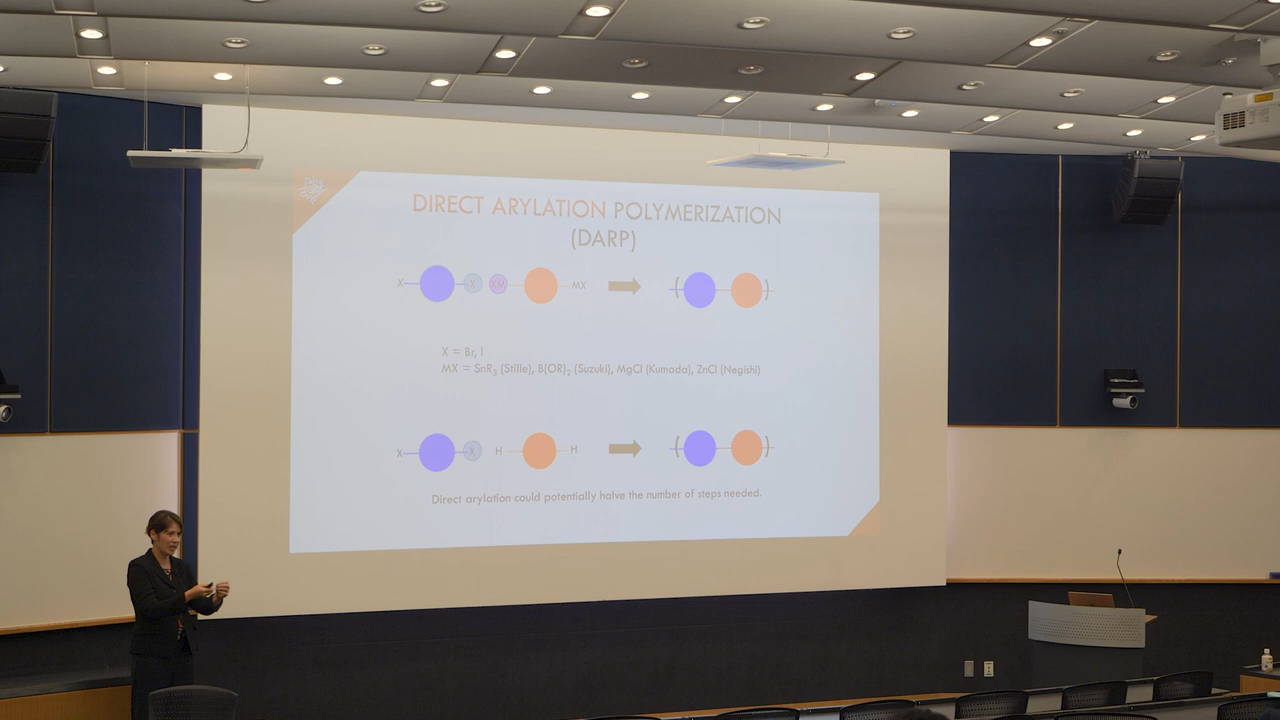 DIRECT ARYLATION POLYMERIZATION
(DARP)
X X XM MX ( )
X = Br, I
MX = SnR₃ (Stille), B(OR)₂ (Suzuki), MgCl (Kumada), ZnCl (Negishi)
X X H H ( )
Direct arylation could potentially halve the number of steps needed.